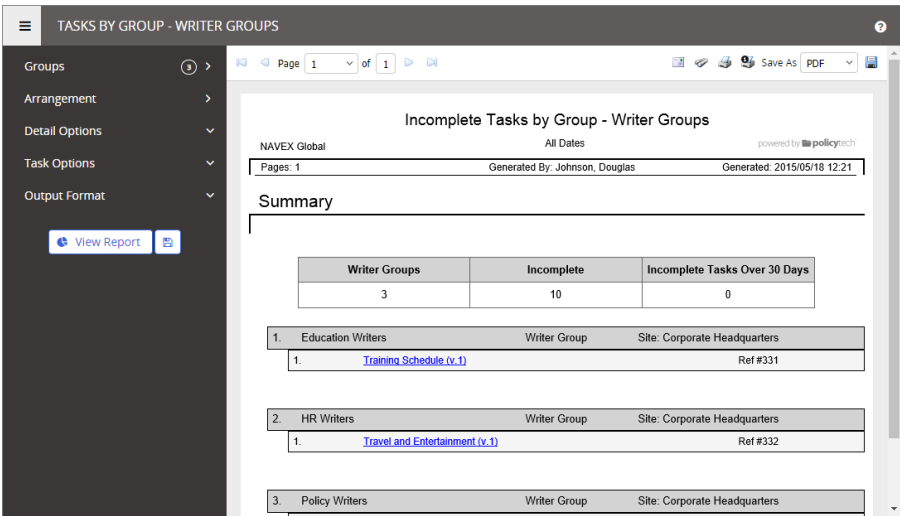 TASKS BY GROUP - WRITER GROUPS
Groups 3
Arrangement
Detail Options
Task Options
Output Format
View Report
Page 1 of 1 Save As PDF
Incomplete Tasks by Group - Writer Groups
NAVEX Global All Dates powered by policytech
Pages: 1 Generated By: Johnson, Douglas Generated: 2015/05/18 12:21
Summary
Writer Groups Incomplete Incomplete Tasks Over 30 Days
3 10 0
1. Education Writers Writer Group Site: Corporate Headquarters
1. Training Schedule (v.1) Ref #331
2. HR Writers Writer Group Site: Corporate Headquarters
1. Travel and Entertainment (v.1) Ref #332
3. Policy Writers Writer Group Site: Corporate Headquarters